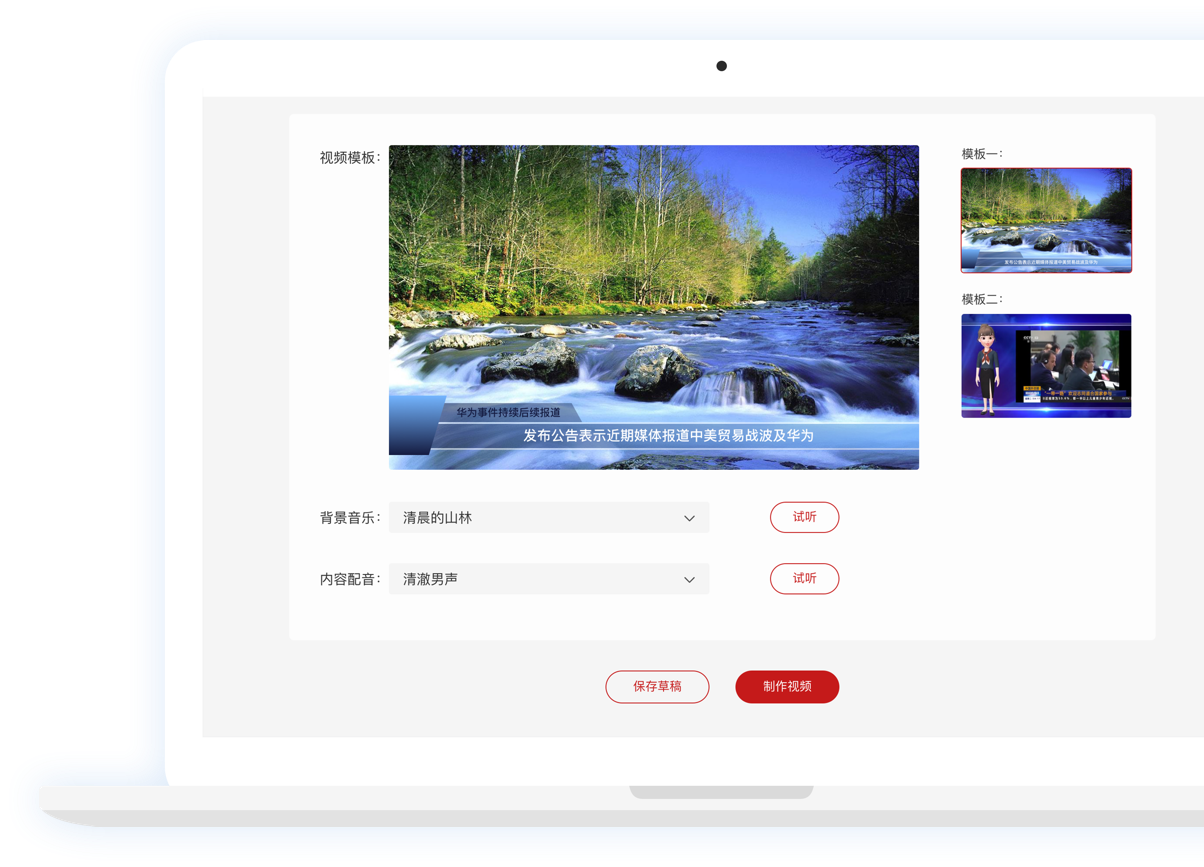 视频模板：
华为事件持续后续报道
发布公告表示近期媒体报道中美贸易战波及华为
模板一：
发布公告表示近期媒体报道中美贸易战波及华为
模板二：
背景音乐：
清晨的山林
试听
内容配音：
清澈男声
试听
保存草稿
制作视频